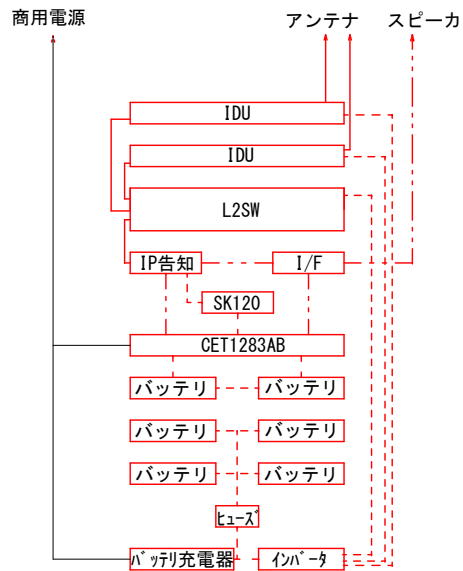 商用電源 アンテナ スピーカ
IDU
IDU
L2SW
IP告知 I/F
SK120
CET1283AB
バッテリ バッテリ
バッテリ バッテリ
バッテリ バッテリ
ﾋｭｰｽﾞ
ﾊﾞｯﾃﾘ充電器 ｲﾝﾊﾞｰﾀ